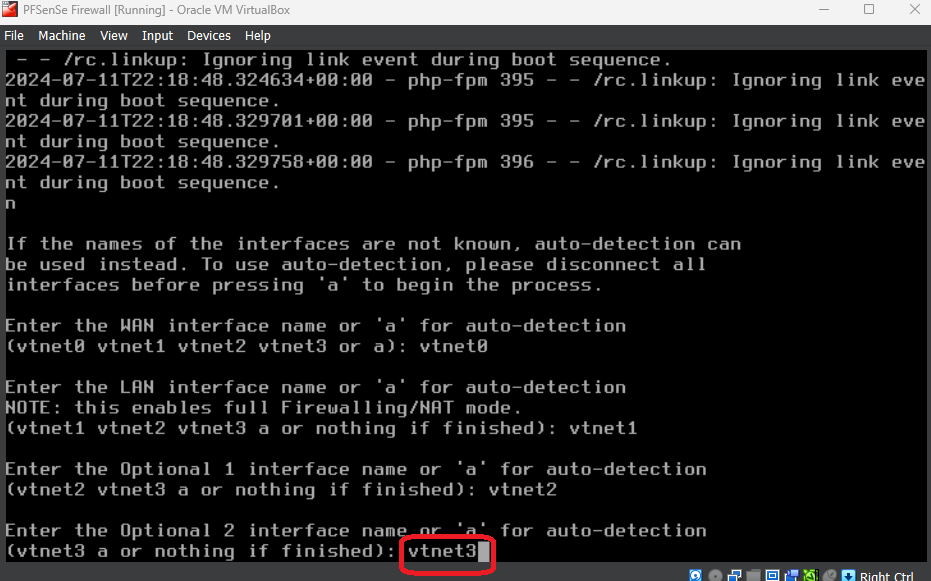 PFSenSe Firewall [Running] - Oracle VM VirtualBox
File Machine View Input Devices Help
- - /rc.linkup: Ignoring link event during boot sequence.
2024-07-11T22:18:48.324634+00:00 - php-fpm 395 - - /rc.linkup: Ignoring link eve
nt during boot sequence.
2024-07-11T22:18:48.329701+00:00 - php-fpm 395 - - /rc.linkup: Ignoring link eve
nt during boot sequence.
2024-07-11T22:18:48.329758+00:00 - php-fpm 396 - - /rc.linkup: Ignoring link eve
nt during boot sequence.
n
If the names of the interfaces are not known, auto-detection can
be used instead. To use auto-detection, please disconnect all
interfaces before pressing 'a' to begin the process.
Enter the WAN interface name or 'a' for auto-detection
(vtnet0 vtnet1 vtnet2 vtnet3 or a): vtnet0
Enter the LAN interface name or 'a' for auto-detection
NOTE: this enables full Firewalling/NAT mode.
(vtnet1 vtnet2 vtnet3 a or nothing if finished): vtnet1
Enter the Optional 1 interface name or 'a' for auto-detection
(vtnet2 vtnet3 a or nothing if finished): vtnet2
Enter the Optional 2 interface name or 'a' for auto-detection
(vtnet3 a or nothing if finished): vtnet3
Right Ctrl